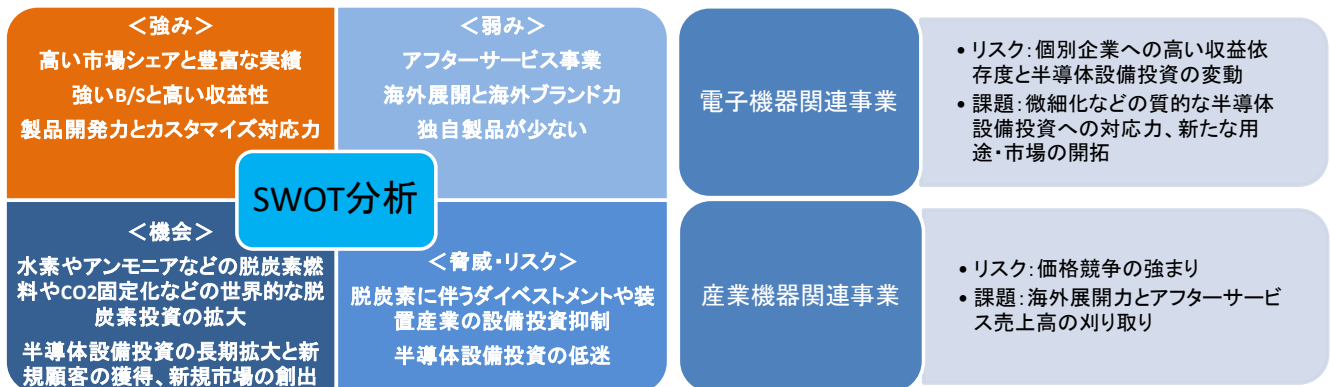 ＜強み＞
高い市場シェアと豊富な実績
強いB/Sと高い収益性
製品開発力とカスタマイズ対応力
＜弱み＞
アフターサービス事業
海外展開と海外ブランド力
独自製品が少ない
SWOT分析
＜機会＞
水素やアンモニアなどの脱炭素燃
料やCO2固定化などの世界的な脱
炭素投資の拡大
半導体設備投資の長期拡大と新
規顧客の獲得、新規市場の創出
＜脅威・リスク＞
脱炭素に伴うダイベストメントや装
置産業の設備投資抑制
半導体設備投資の低迷
電子機器関連事業
• リスク：個別企業への高い収益依
存度と半導体設備投資の変動
• 課題：微細化などの質的な半導体
設備投資への対応力、新たな用
途・市場の開拓
産業機器関連事業
• リスク：価格競争の強まり
• 課題：海外展開力とアフターサービ
ス売上高の刈り取り